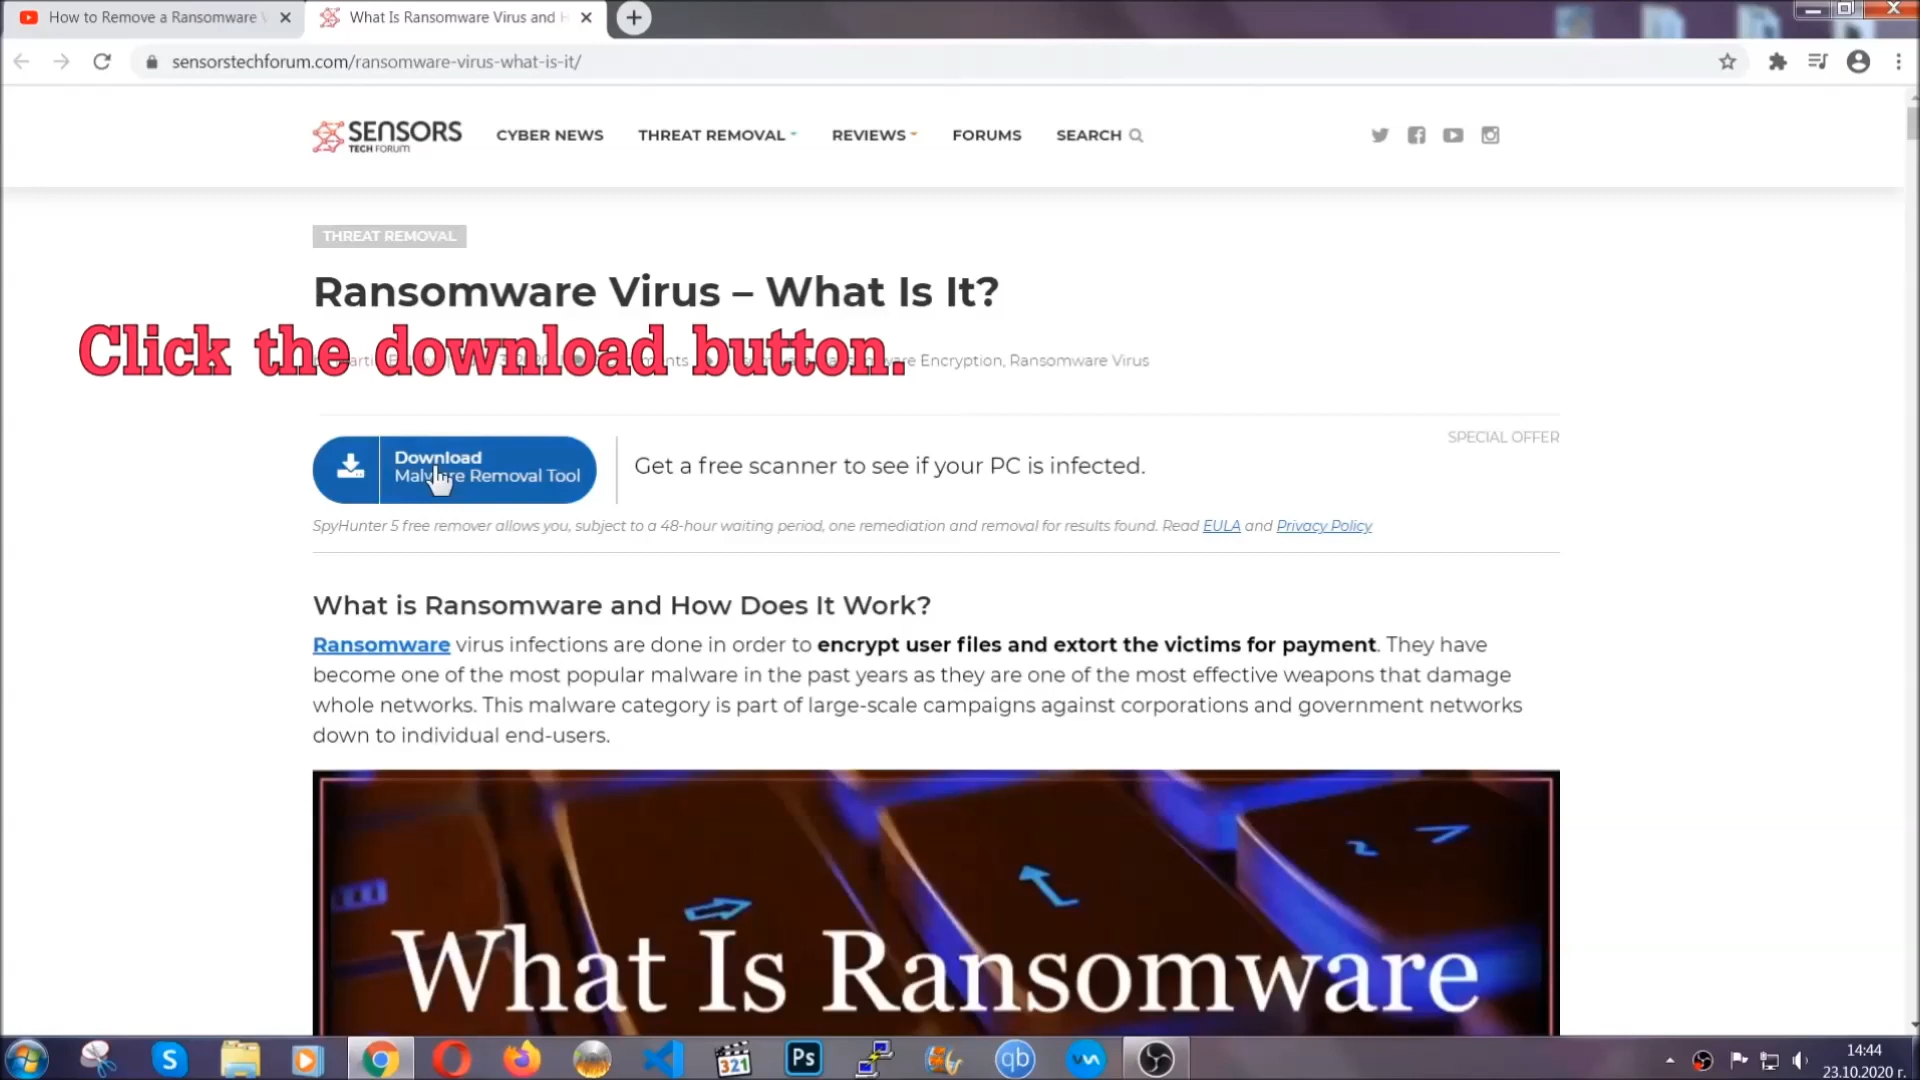 How to Remove a Ransomware
What Is Ransomware Virus and
sensorstechforum.com/ransomware-virus-what-is-it/
SENSORS
TECH FORUM
CYBER NEWS
THREAT REMOVAL
REVIEWS
FORUMS
SEARCH
THREAT REMOVAL
Ransomware Virus – What Is It?
Click the download button.
Encryption, Ransomware Virus
SPECIAL OFFER
Download
Malware Removal Tool
Get a free scanner to see if your PC is infected.
SpyHunter 5 free remover allows you, subject to a 48-hour waiting period, one remediation and removal for results found. Read EULA and Privacy Policy
What is Ransomware and How Does It Work?
Ransomware virus infections are done in order to encrypt user files and extort the victims for payment. They have
become one of the most popular malware in the past years as they are one of the most effective weapons that damage
whole networks. This malware category is part of large-scale campaigns against corporations and government networks
down to individual end-users.
What Is Ransomware
S
321
Ps
qb
14:44
23.10.2020 г.